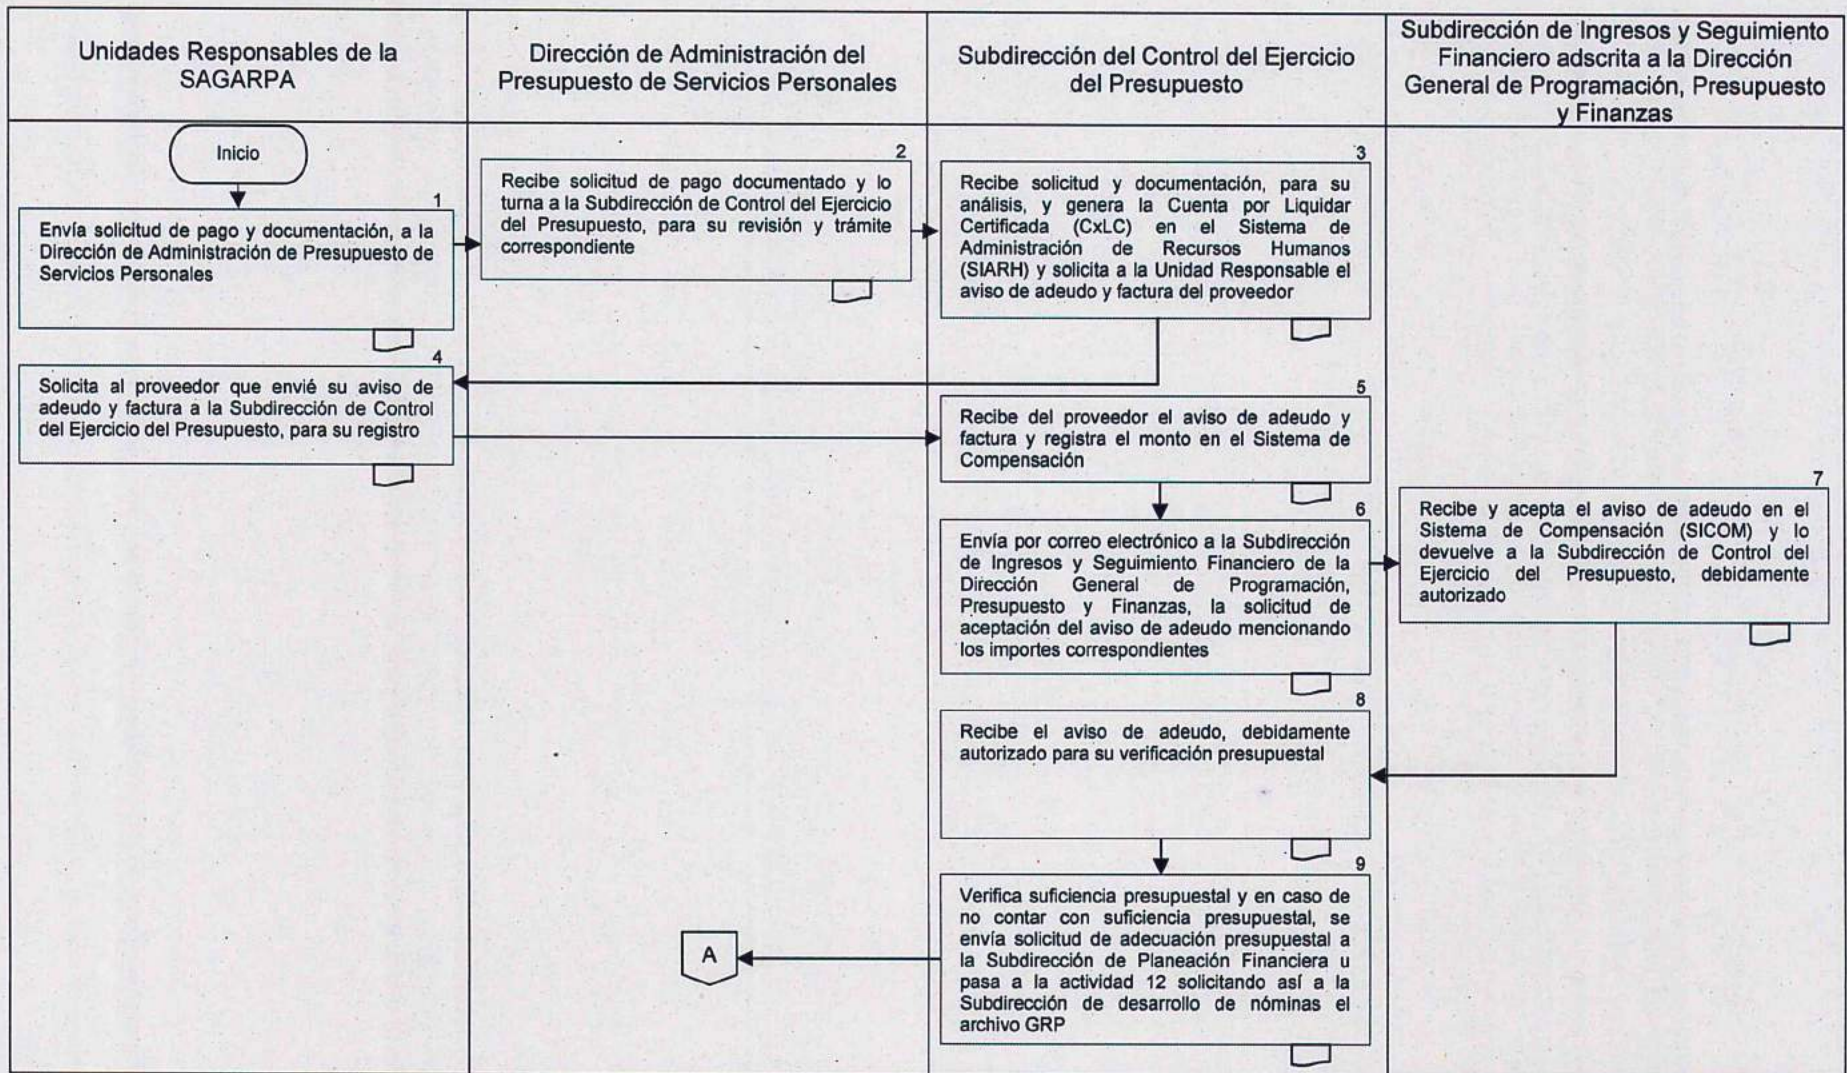 Unidades Responsables de la
SAGARPA
Dirección de Administración del
Presupuesto de Servicios Personales
Subdirección del Control del Ejercicio
del Presupuesto
Subdirección de Ingresos y Seguimiento
Financiero adscrita a la Dirección
General de Programación, Presupuesto
y Finanzas
Inicio
1
Envía solicitud de pago y documentación, a la
Dirección de Administración de Presupuesto de
Servicios Personales
2
Recibe solicitud de pago documentado y lo
turna a la Subdirección de Control del Ejercicio
del Presupuesto, para su revisión y trámite
correspondiente
3
Recibe solicitud y documentación, para su
análisis, y genera la Cuenta por Liquidar
Certificada (CxLC) en el Sistema de
Administración de Recursos Humanos
(SIARH) y solicita a la Unidad Responsable el
aviso de adeudo y factura del proveedor
4
Solicita al proveedor que envié su aviso de
adeudo y factura a la Subdirección de Control
del Ejercicio del Presupuesto, para su registro
5
Recibe del proveedor el aviso de adeudo y
factura y registra el monto en el Sistema de
Compensación
6
Envía por correo electrónico a la Subdirección
de Ingresos y Seguimiento Financiero de la
Dirección General de Programación,
Presupuesto y Finanzas, la solicitud de
aceptación del aviso de adeudo mencionando
los importes correspondientes
7
Recibe y acepta el aviso de adeudo en el
Sistema de Compensación (SICOM) y lo
devuelve a la Subdirección de Control del
Ejercicio del Presupuesto, debidamente
autorizado
8
Recibe el aviso de adeudo, debidamente
autorizado para su verificación presupuestal
9
Verifica suficiencia presupuestal y en caso de
no contar con suficiencia presupuestal, se
envía solicitud de adecuación presupuestal a
la Subdirección de Planeación Financiera u
pasa a la actividad 12 solicitando así a la
Subdirección de desarrollo de nóminas el
archivo GRP
A